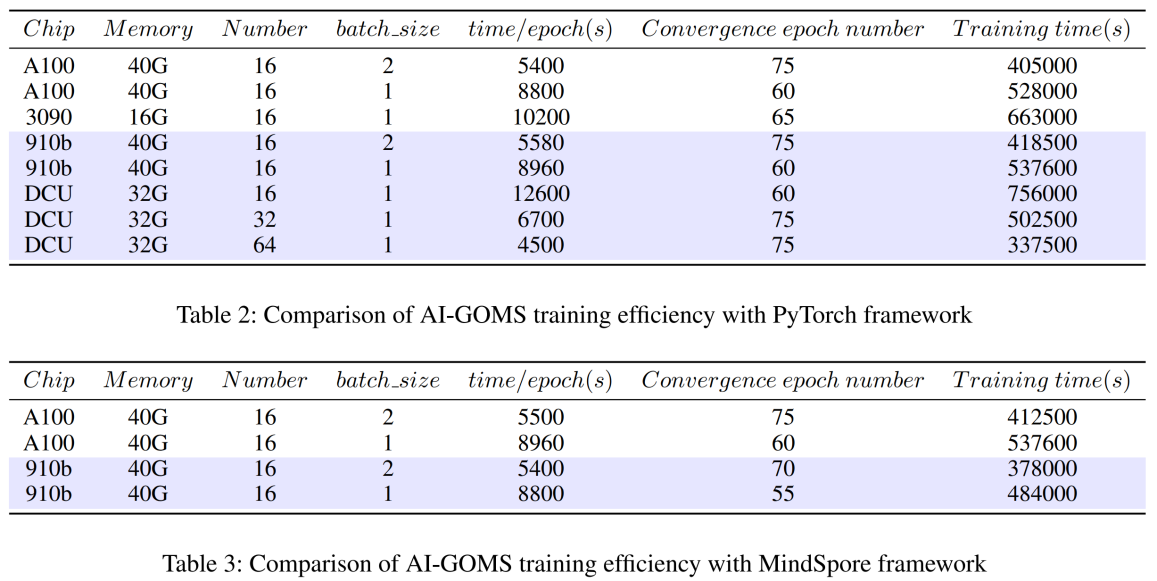 Chip Memory Number batch_size time/epoch(s) Convergence epoch number Training time(s)
A100 40G 16 2 5400 75 405000
A100 40G 16 1 8800 60 528000
3090 16G 16 1 10200 65 663000
910b 40G 16 2 5580 75 418500
910b 40G 16 1 8960 60 537600
DCU 32G 16 1 12600 60 756000
DCU 32G 32 1 6700 75 502500
DCU 32G 64 1 4500 75 337500
Table 2: Comparison of AI-GOMS training efficiency with PyTorch framework
Chip Memory Number batch_size time/epoch(s) Convergence epoch number Training time(s)
A100 40G 16 2 5500 75 412500
A100 40G 16 1 8960 60 537600
910b 40G 16 2 5400 70 378000
910b 40G 16 1 8800 55 484000
Table 3: Comparison of AI-GOMS training efficiency with MindSpore framework